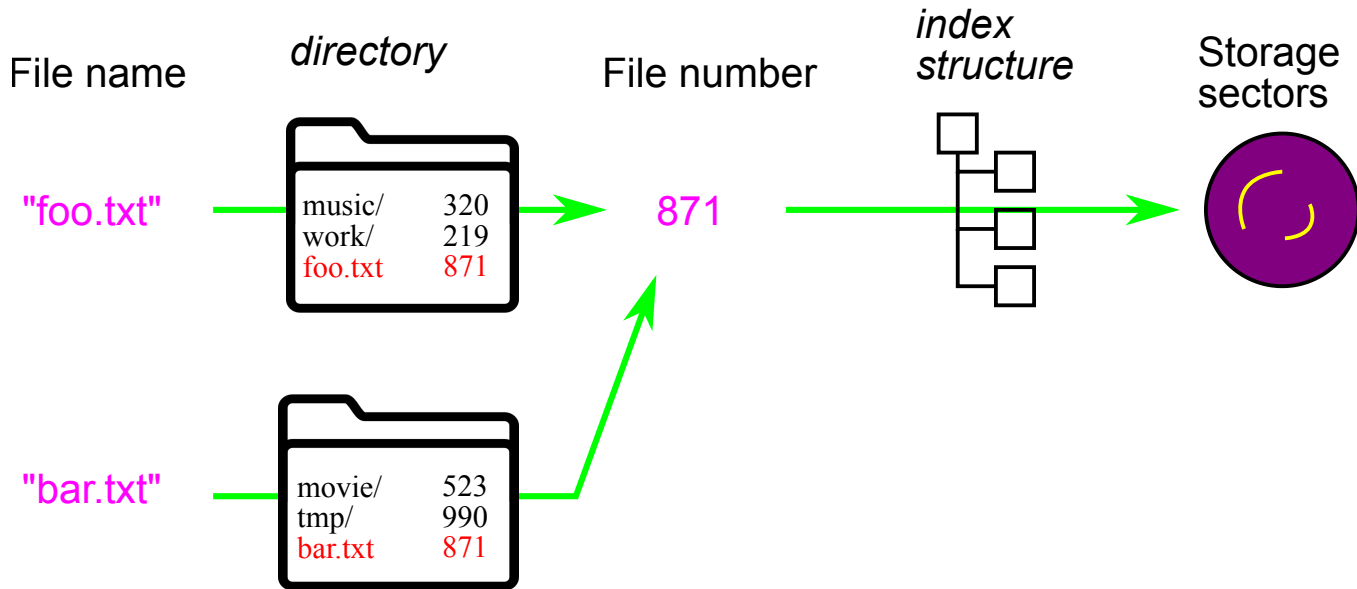 File name
directory
File number
index
structure
Storage
sectors
"foo.txt"
music/ 320
work/ 219
foo.txt 871
871
"bar.txt"
movie/ 523
tmp/ 990
bar.txt 871